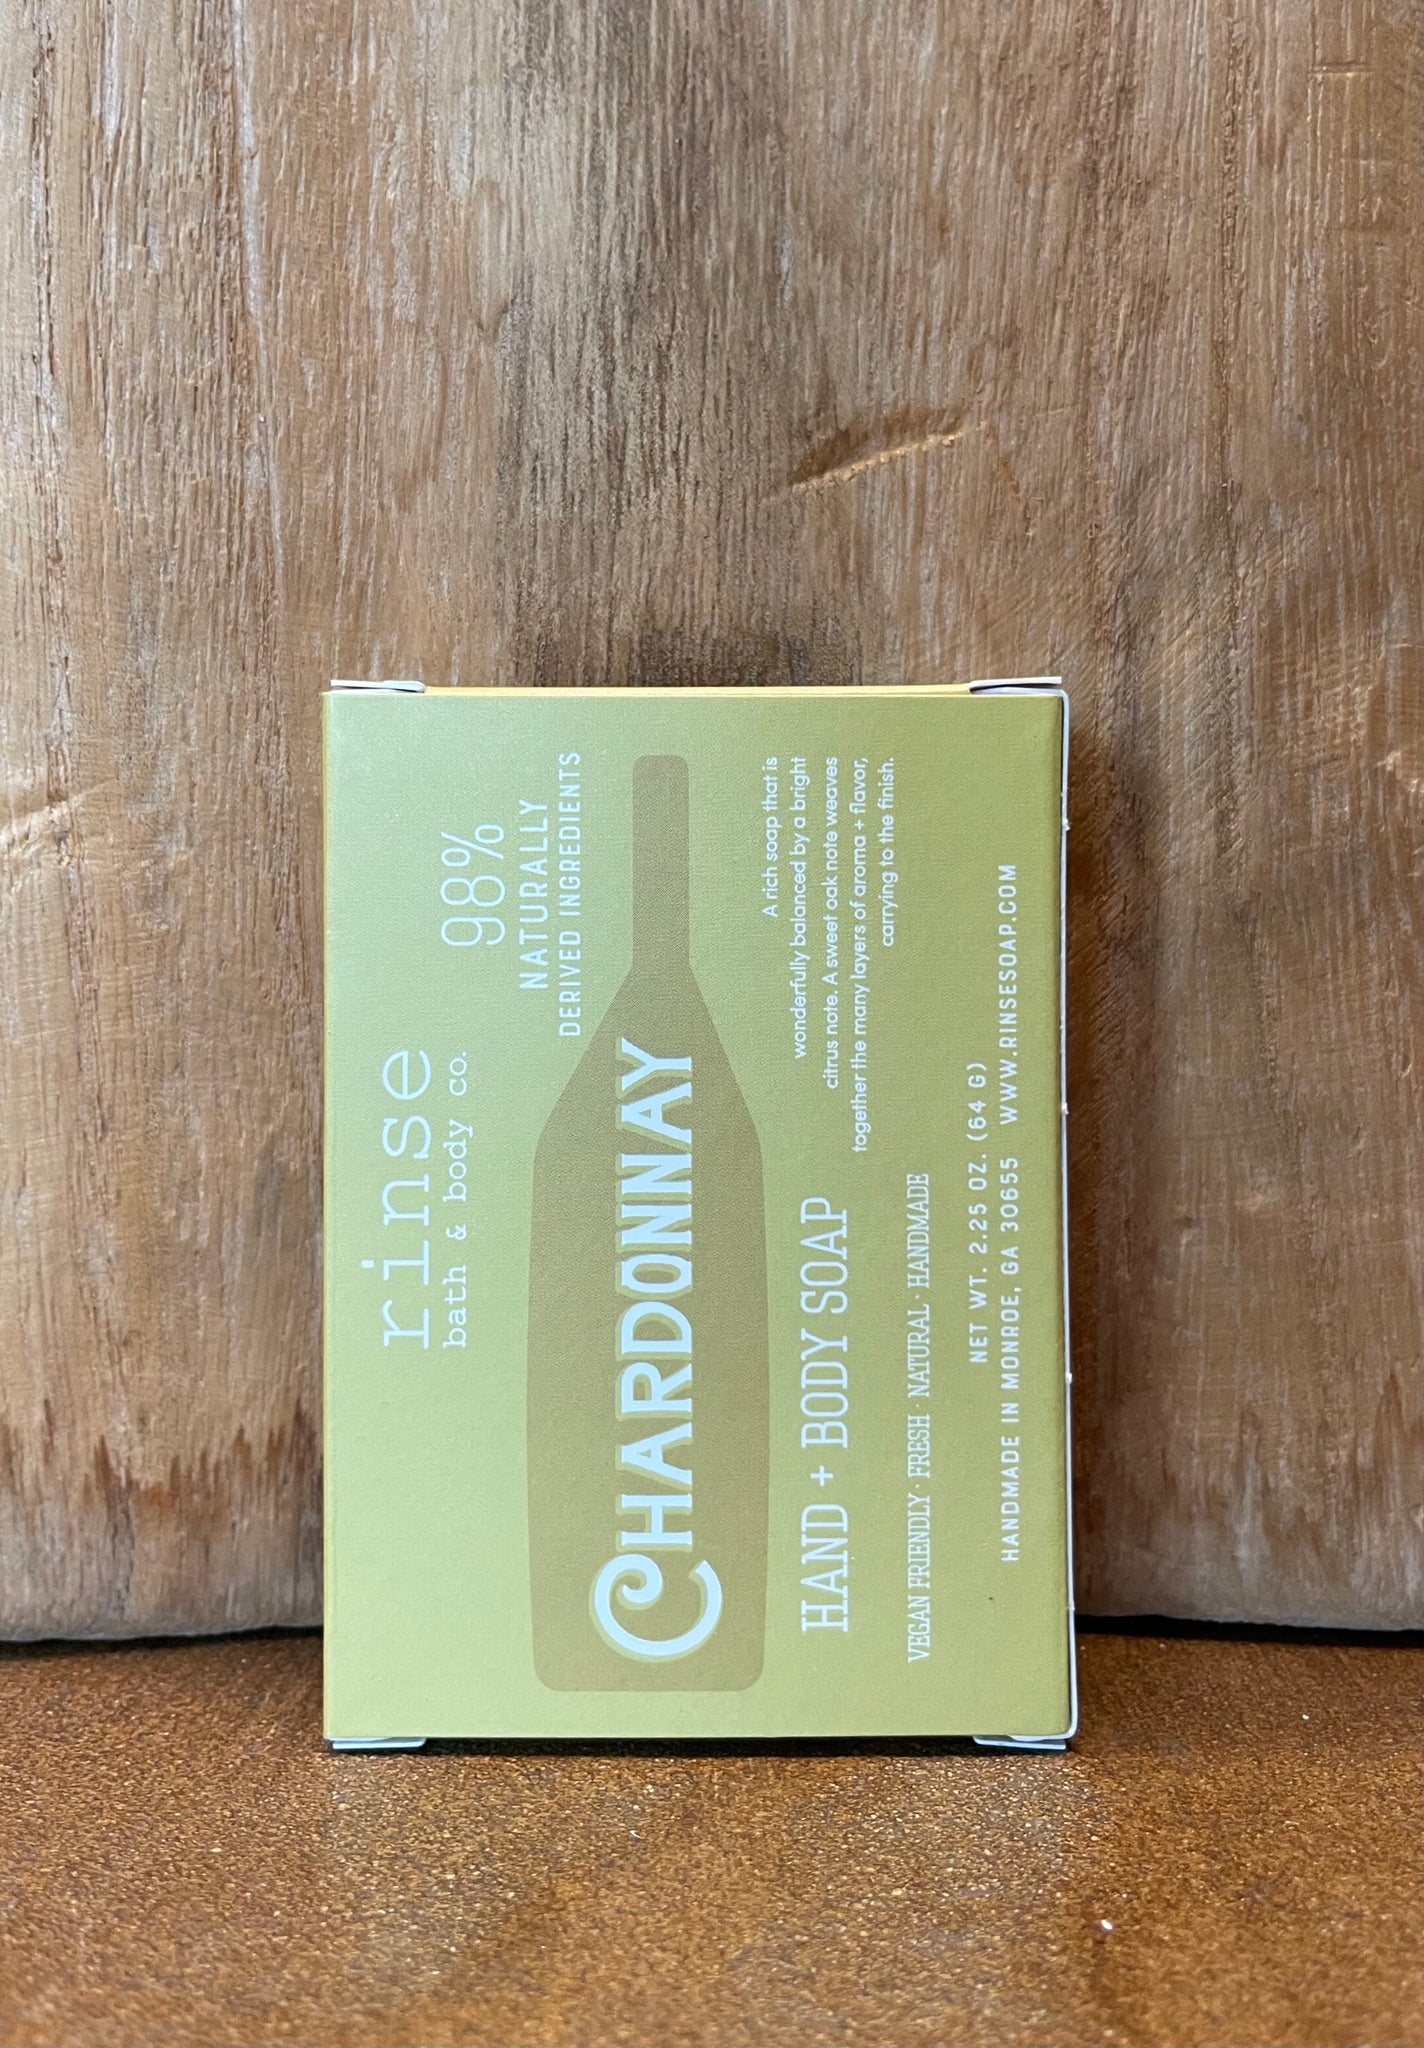 rinse
bath & body co.
98%
NATURALLY
DERIVED INGREDIENTS
CHARDONNAY
HAND + BODY SOAP
VEGAN FRIENDLY · FRESH · NATURAL · HANDMADE
A rich soap that is
wonderfully balanced by a bright
citrus note. A sweet oak note weaves
together the many layers of aroma + flavor,
carrying to the finish.
NET WT. 2.25 OZ. (64 G)
HANDMADE IN MONROE, GA 30655 WWW.RINSESOAP.COM